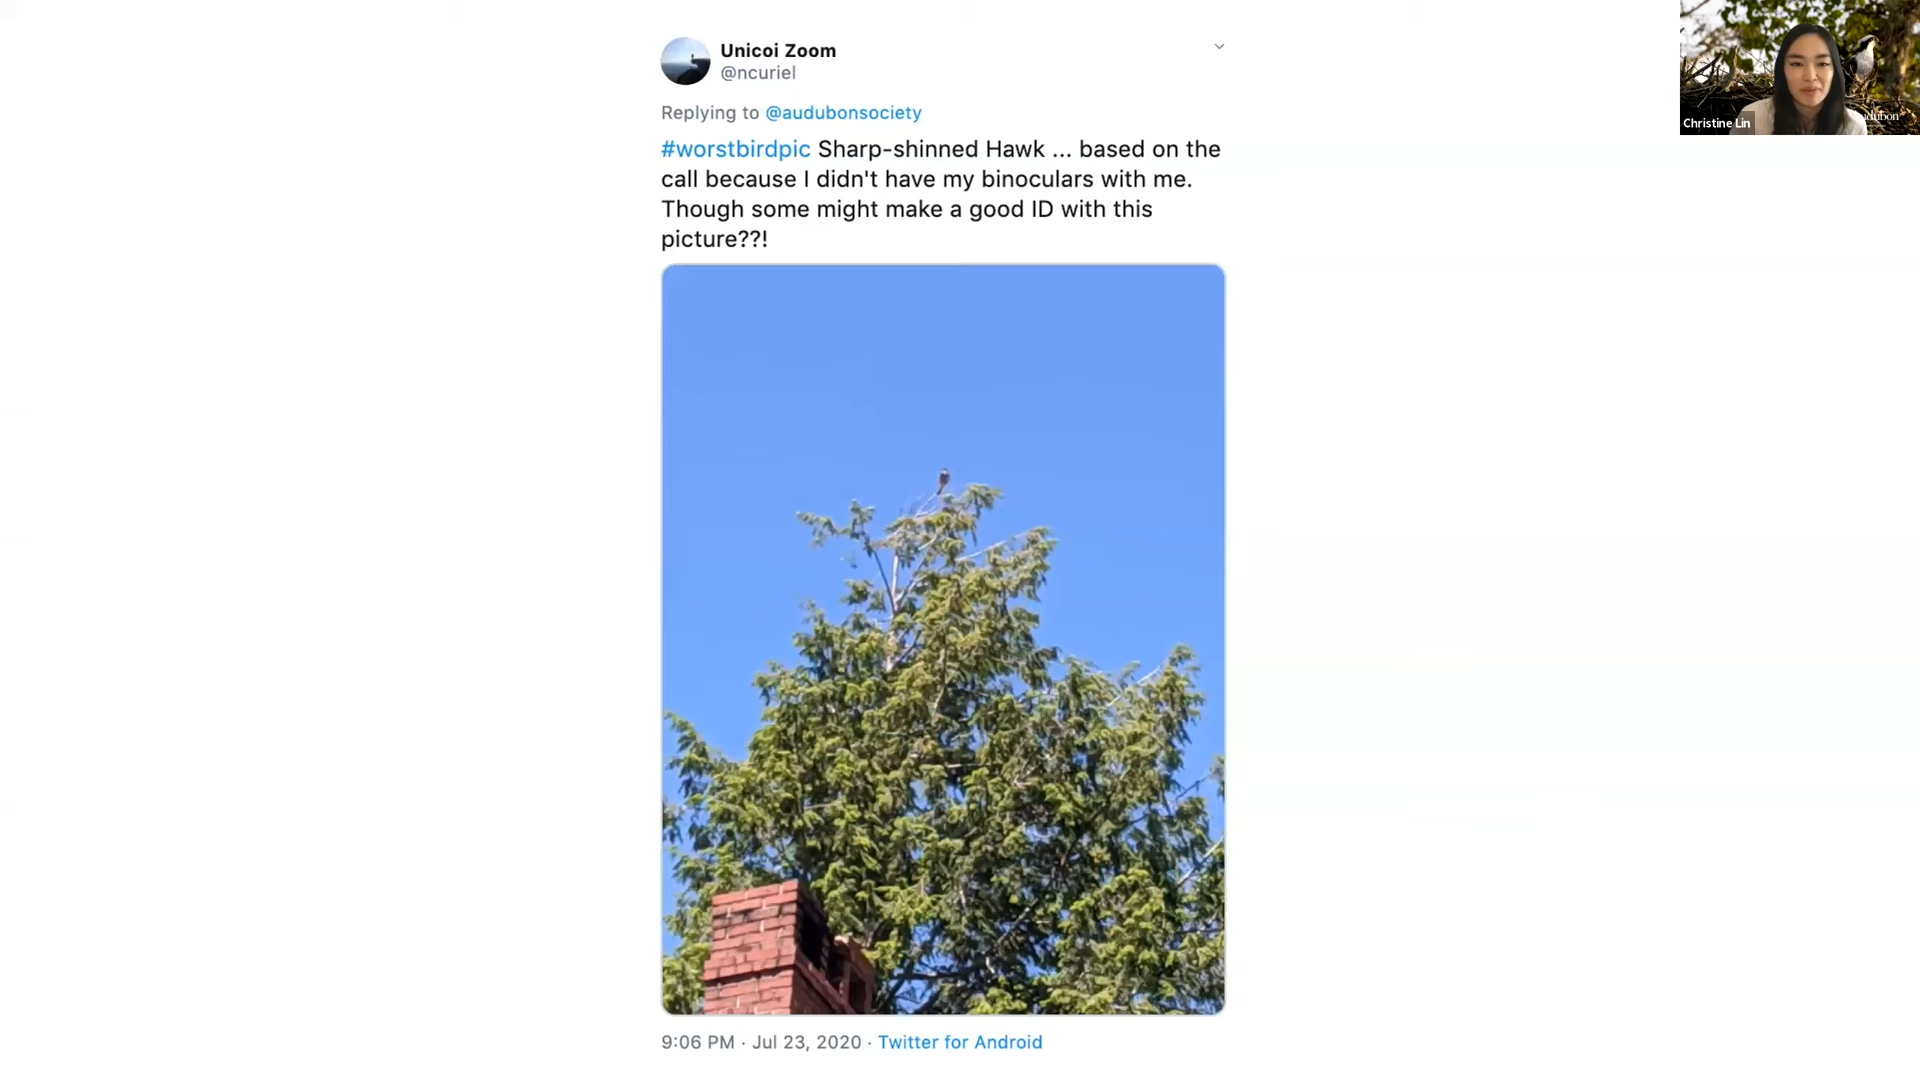 Unicoi Zoom
@ncuriel
Replying to @audubonsociety
#worstbirdpic Sharp-shinned Hawk ... based on the
call because I didn't have my binoculars with me.
Though some might make a good ID with this
picture??!
9:06 PM · Jul 23, 2020 · Twitter for Android
Christine Lin